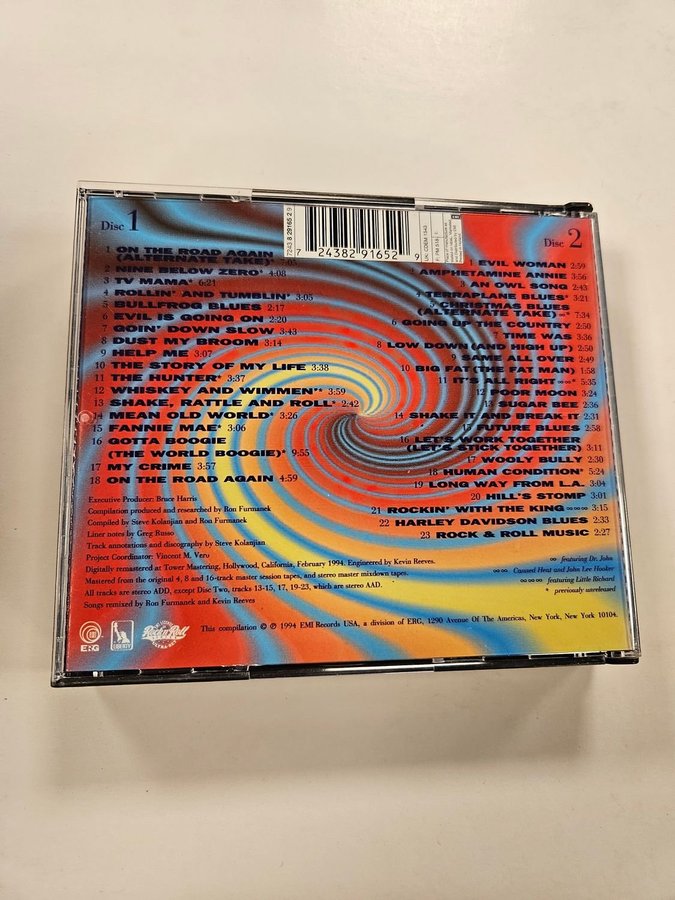 Disc 1
1 ON THE ROAD AGAIN
(ALTERNATE TAKE)*
2 NINE BELOW ZERO* 4:08
3 TV MAMA* 6:21
4 ROLLIN' AND TUMBLIN' 3:05
5 BULLFROG BLUES 2:17
6 EVIL IS GOING ON 2:20
7 GOIN' DOWN SLOW 3:43
8 DUST MY BROOM 3:14
9 HELP ME 3:07
10 THE STORY OF MY LIFE 3:38
11 THE HUNTER* 3:37
12 WHISKEY AND WIMMEN'* 3:59
13 SHAKE, RATTLE AND ROLL* 2:42
14 MEAN OLD WORLD* 3:26
15 FANNIE MAE* 3:06
16 GOTTA BOOGIE
(THE WORLD BOOGIE)* 9:55
17 MY CRIME 3:57
18 ON THE ROAD AGAIN 4:59
7243 8 29165 2 9
7 24382 91652 9
UK: CDEM 1543
Disc 2
1 EVIL WOMAN 2:59
2 AMPHETAMINE ANNIE 3:56
3 AN OWL SONG 2:43
4 TERRAPLANE BLUES* 3:21
5 CHRISTMAS BLUES
(ALTERNATE TAKE) ∞* 7:34
6 GOING UP THE COUNTRY 2:50
7 TIME WAS 3:36
8 LOW DOWN (AND HIGH UP) 2:50
9 SAME ALL OVER 2:49
10 BIG FAT (THE FAT MAN) 1:58
11 IT'S ALL RIGHT ∞∞* 5:35
12 POOR MOON 3:24
13 SUGAR BEE 2:36
14 SHAKE IT AND BREAK IT 2:31
15 FUTURE BLUES 2:58
16 LET'S WORK TOGETHER
(LET'S STICK TOGETHER) 3:11
17 WOOLY BULLY 2:30
18 HUMAN CONDITION* 5:24
19 LONG WAY FROM L.A. 3:04
20 HILL'S STOMP 3:01
21 ROCKIN' WITH THE KING ∞∞∞ 3:15
22 HARLEY DAVIDSON BLUES 2:33
23 ROCK & ROLL MUSIC 2:27
∞ featuring Dr. John
∞∞ Canned Heat and John Lee Hooker
∞∞∞ featuring Little Richard
* previously unreleased
Executive Producer: Bruce Harris
Compilation produced and researched by Ron Furmanek
Compiled by Steve Kolanjian and Ron Furmanek
Liner notes by Greg Russo
Track annotations and discography by Steve Kolanjian
Project Coordinator: Vincent M. Vero
Digitally remastered at Tower Mastering, Hollywood, California, February 1994. Engineered by Kevin Reeves.
Mastered from the original 4, 8 and 16-track master session tapes, and stereo master mixdown tapes.
All tracks are stereo ADD, except Disc Two, tracks 13-15, 17, 19-23, which are stereo AAD.
Songs remixed by Ron Furmanek and Kevin Reeves
This compilation © ℗ 1994 EMI Records USA, a division of ERG, 1290 Avenue Of The Americas, New York, New York 10104.
EMI
ERG
LIBERTY
Rock n Roll